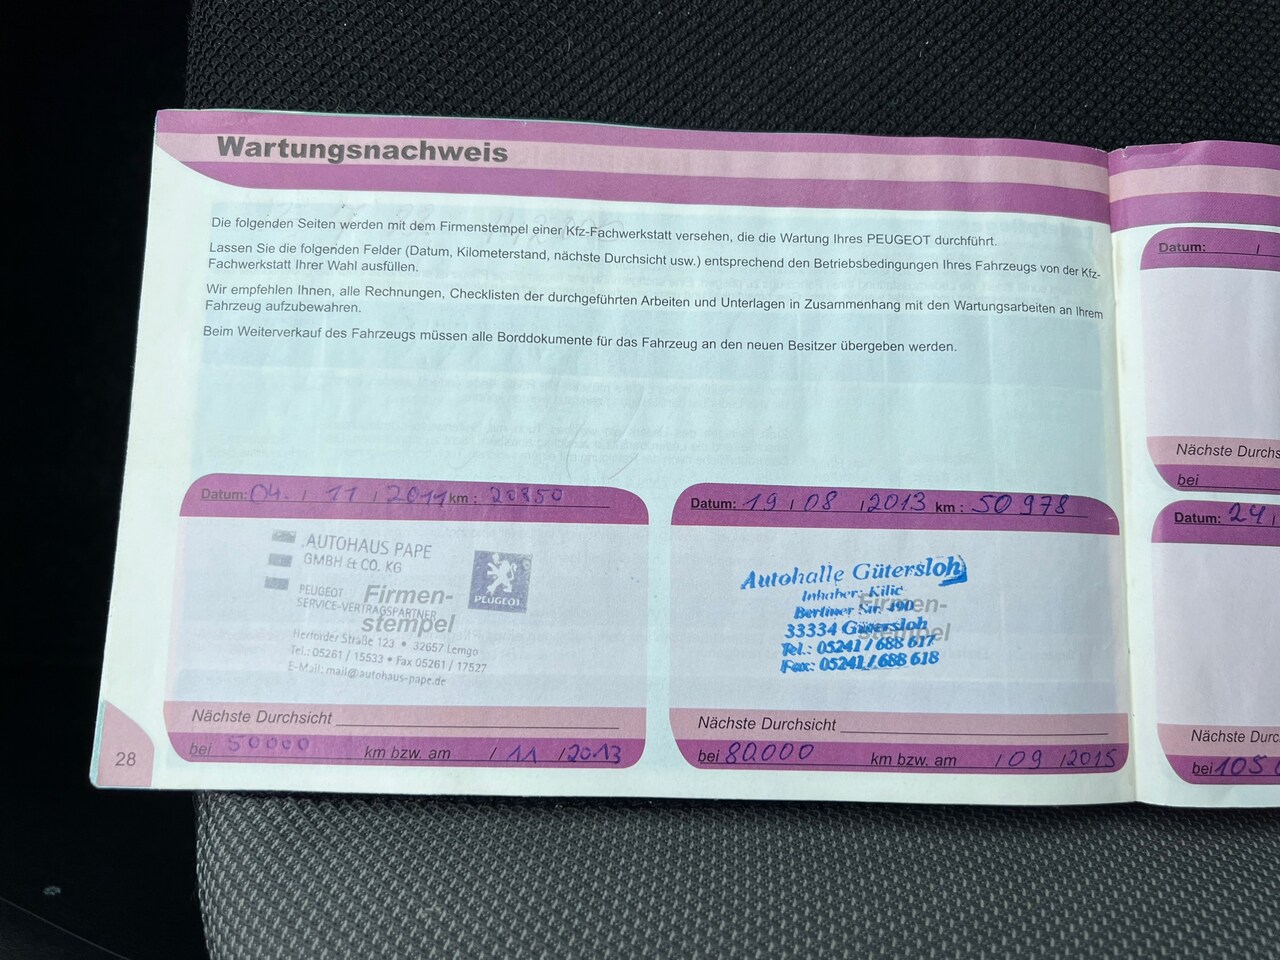 Wartungsnachweis
Die folgenden Seiten werden mit dem Firmenstempel einer Kfz-Fachwerkstatt versehen, die die Wartung Ihres PEUGEOT durchführt.
Lassen Sie die folgenden Felder (Datum, Kilometerstand, nächste Durchsicht usw.) entsprechend den Betriebsbedingungen Ihres Fahrzeugs von der Kfz-
Fachwerkstatt Ihrer Wahl ausfüllen.
Wir empfehlen Ihnen, alle Rechnungen, Checklisten der durchgeführten Arbeiten und Unterlagen in Zusammenhang mit den Wartungsarbeiten an Ihrem
Fahrzeug aufzubewahren.
Beim Weiterverkauf des Fahrzeugs müssen alle Borddokumente für das Fahrzeug an den neuen Besitzer übergeben werden.
Datum: 04. / 11 / 2011 km : 20850
AUTOHAUS PAPE
GMBH & CO. KG
PEUGEOT
SERVICE-VERTRAGSPARTNER
Firmen-
stempel
PEUGEOT
Herforder Straße 123 • 32657 Lemgo
Tel.: 05261 / 15533 • Fax 05261 / 17527
E-Mail: mail@autohaus-pape.de
Nächste Durchsicht
bei 50000 km bzw. am / 11 / 2013
28
Datum: 19 / 08 / 2013 km : 50978
Autohalle Gütersloh
Inhaber: Kilic
Berliner Str. 490
33334 Gütersloh
Tel.: 05241 / 688 617
Fax: 05241 / 688 618
Firmen-
stempel
Nächste Durchsicht
bei 80.000 km bzw. am / 09 / 2015
Datum: /
Nächste Durchs
bei
Datum: 24 /
Nächste Durc
bei 105